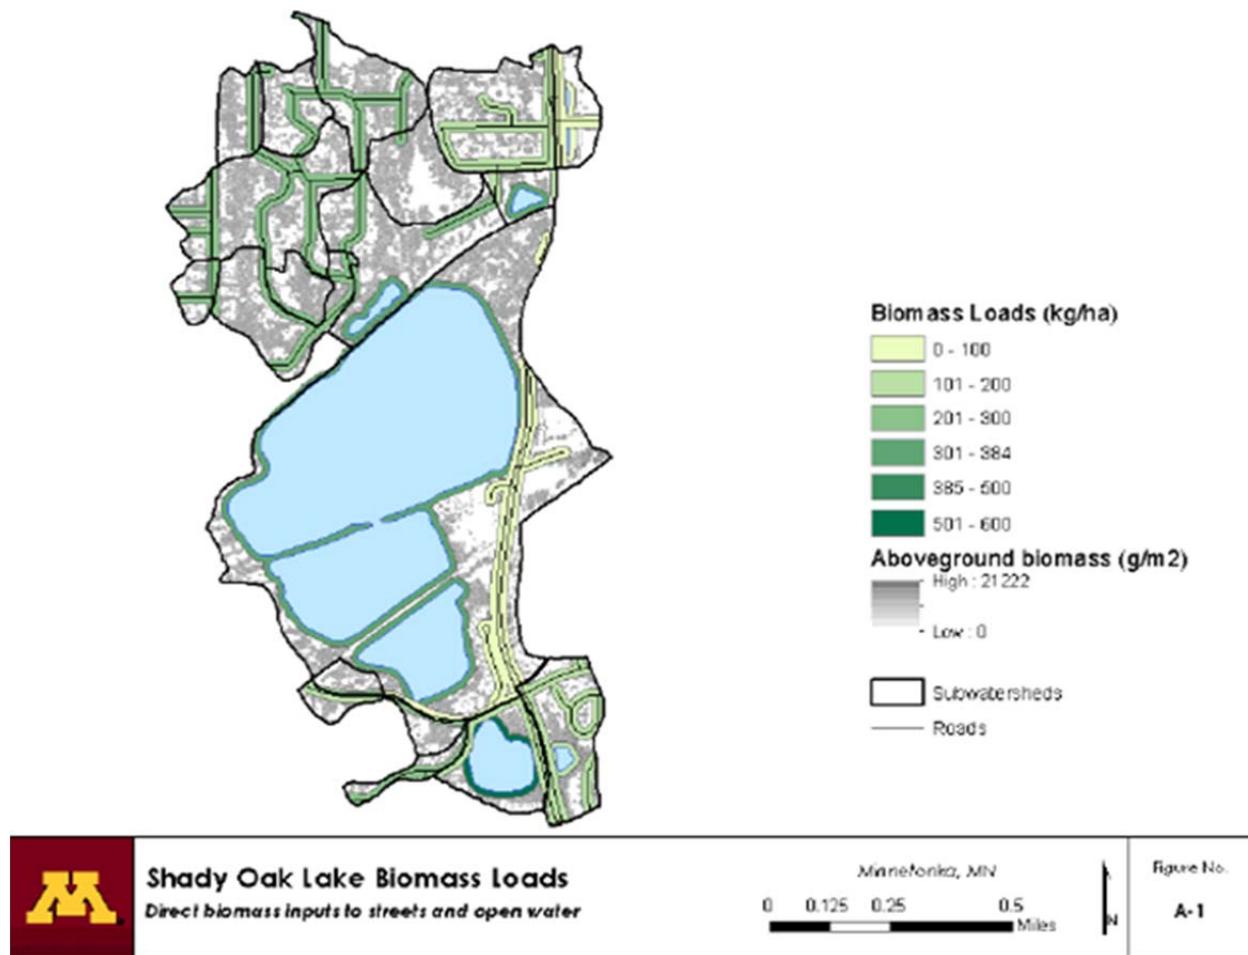 Biomass Loads (kg/ha)
0 - 100
101 - 200
201 - 300
301 - 384
385 - 500
501 - 600
Aboveground biomass (g/m2)
High : 21222
Low : 0
Subwatersheds
Roads
M
Shady Oak Lake Biomass Loads
Direct biomass inputs to streets and open water
Minnetonka, MN
0 0.125 0.25 0.5
Miles
N
Figure No.
A-1